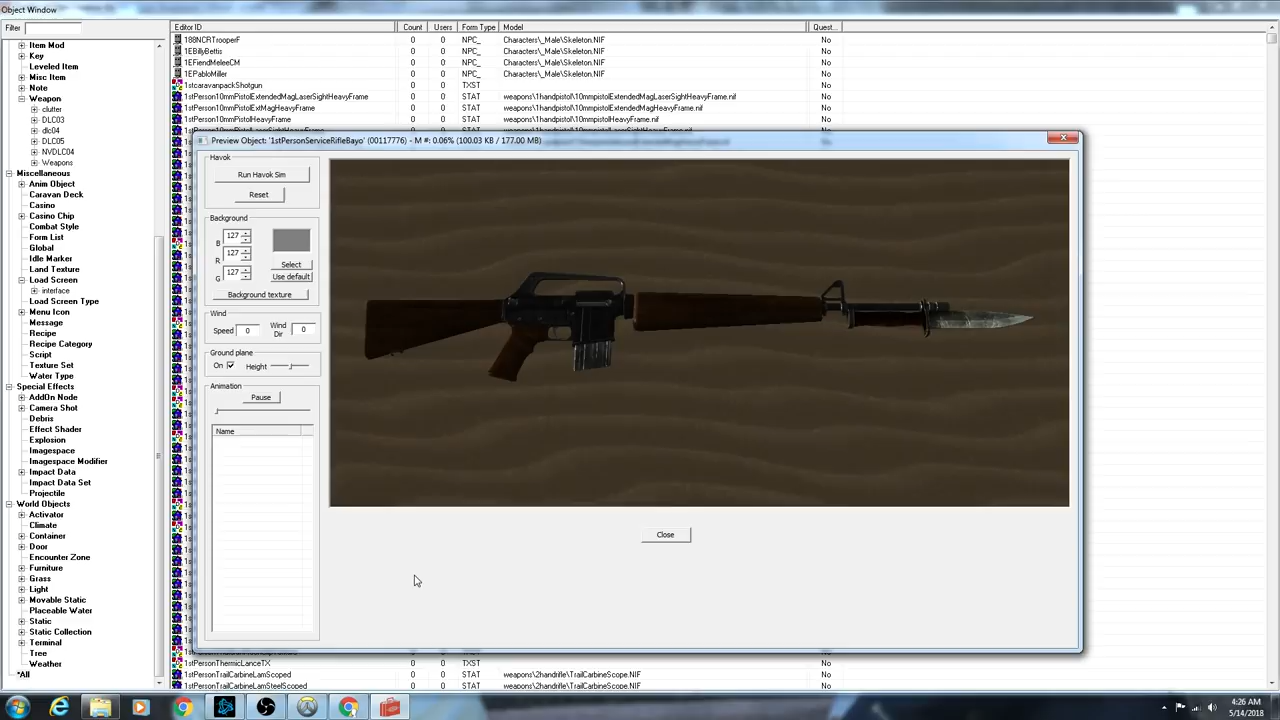 Object Window
Filter
Editor ID Count Users Form Type Model Quest...
Item Mod
Key
Leveled Item
Misc Item
Note
Weapon
clutter
DLC03
dlc04
DLC05
NVDLC04
Weapons
Miscellaneous
Anim Object
Caravan Deck
Casino
Casino Chip
Combat Style
Form List
Global
Idle Marker
Land Texture
Load Screen
interface
Load Screen Type
Menu Icon
Message
Recipe
Recipe Category
Script
Texture Set
Water Type
Special Effects
AddOn Node
Camera Shot
Debris
Effect Shader
Explosion
Imagespace
Imagespace Modifier
Impact Data
Impact Data Set
Projectile
World Objects
Activator
Climate
Container
Door
Encounter Zone
Furniture
Grass
Light
Movable Static
Placeable Water
Static
Static Collection
Terminal
Tree
Weather
*All
188NCRTrooperF 0 0 NPC_ Characters\_Male\Skeleton.NIF No
1EBillyBettis 0 0 NPC_ Characters\_Male\Skeleton.NIF No
1EFiendMeleeCM 0 0 NPC_ Characters\_Male\Skeleton.NIF No
1EPabloMiller 0 0 NPC_ Characters\_Male\Skeleton.NIF No
1stcaravanpackShotgun 0 0 TXST No
1stPerson10mmPistolExtendedMagLaserSightHeavyFrame 0 0 STAT weapons\1handpistol\10mmpistolExtendedMagLaserSightHeavyFrame.nif No
1stPerson10mmPistolExtMagHeavyFrame 0 0 STAT weapons\1handpistol\10mmpistolExtendedMagHeavyFrame.nif No
1stPerson10mmPistolHeavyFrame 0 0 STAT weapons\1handpistol\10mmpistolHeavyFrame.nif No
Preview Object: '1stPersonServiceRifleBayo' (00117776) - M #: 0.06% (100.03 KB / 177.00 MB)
Havok
Run Havok Sim
Reset
Background
B 127
R 127
G 127
Select
Use default
Background texture
Wind
Speed 0 Wind Dir 0
Ground plane
On Height
Animation
Pause
Name
Close
1stPersonThermicLanceTX 0 0 TXST No
1stPersonTrailCarbineLamScoped 0 0 STAT weapons\2handrifle\TrailCarbineScope.NIF No
1stPersonTrailCarbineLamSteelScoped 0 0 STAT weapons\2handrifle\TrailCarbineScope.NIF No
4:26 AM
5/14/2018